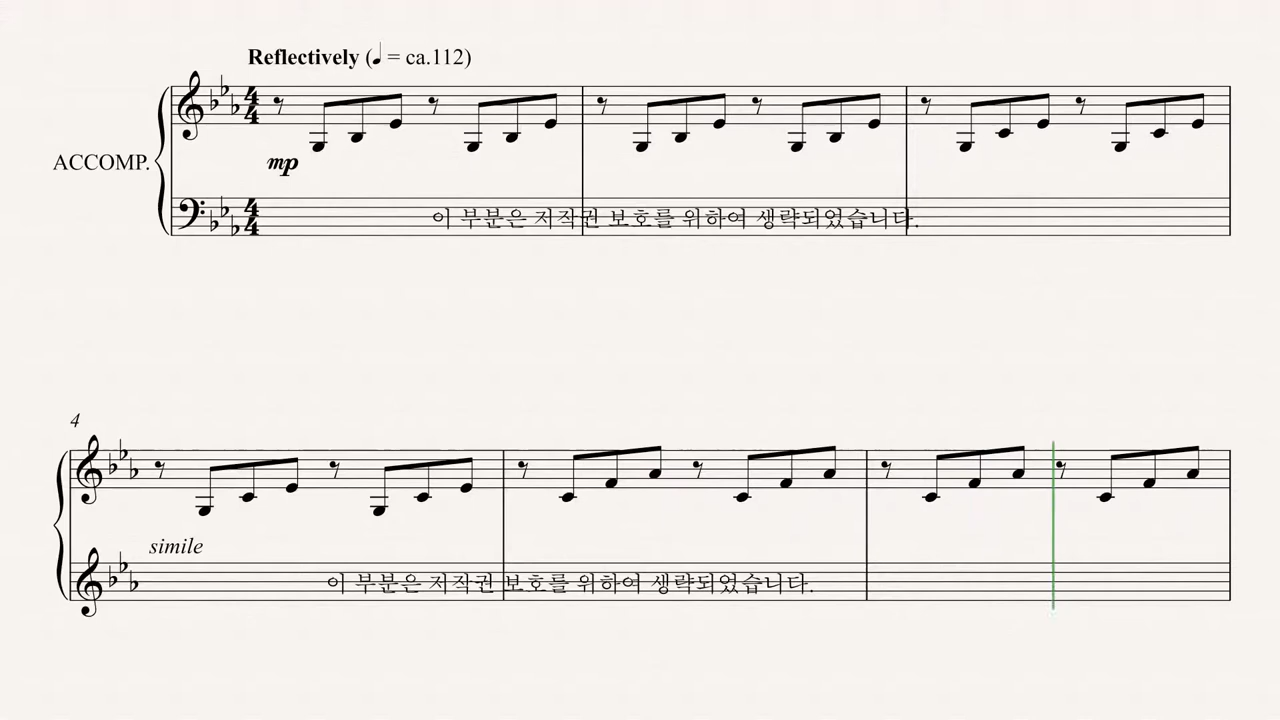 Reflectively (♩ = ca.112)
ACCOMP.
mp
이 부분은 저작권 보호를 위하여 생략되었습니다.
4
simile
이 부분은 저작권 보호를 위하여 생략되었습니다.